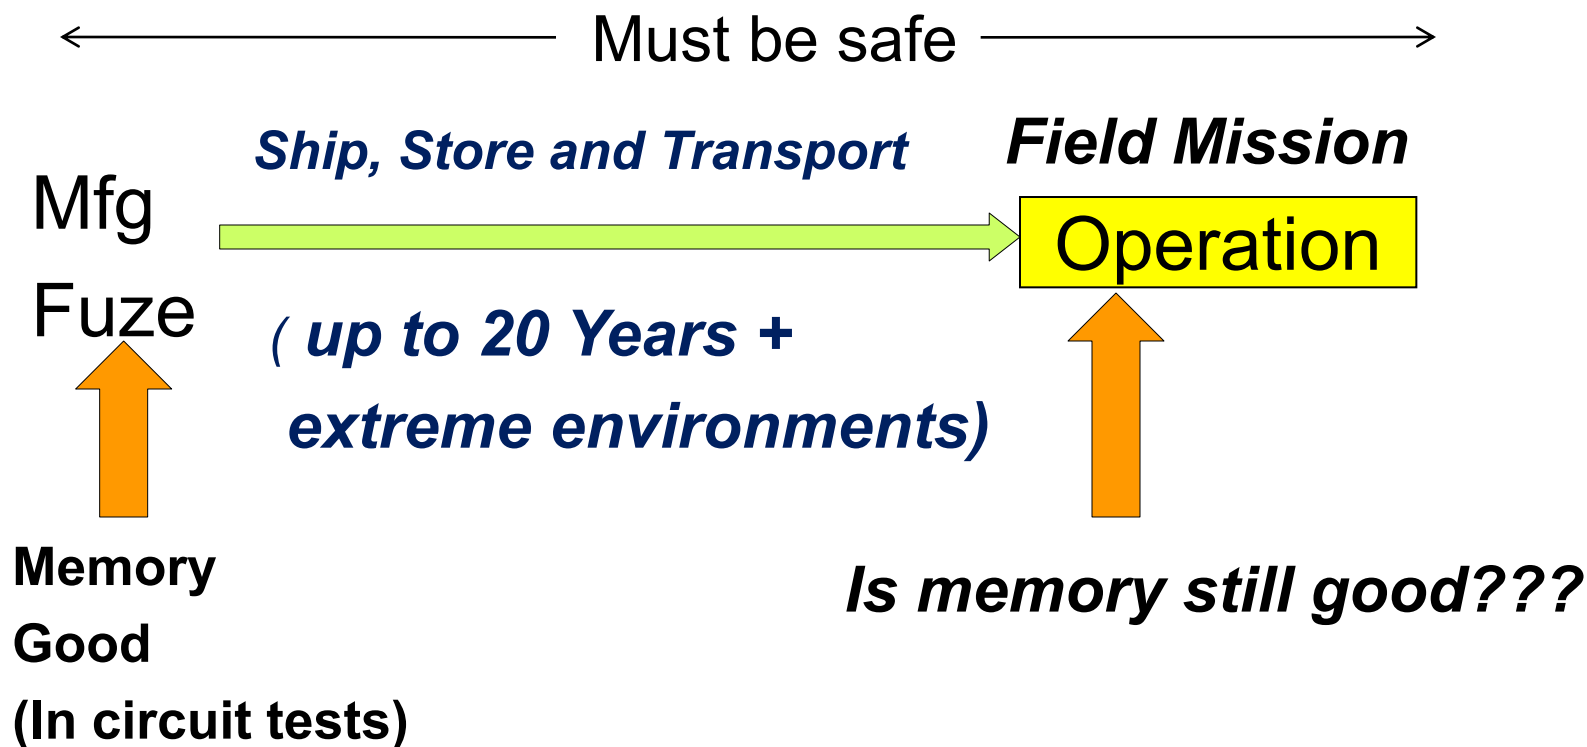 Must be safe
Ship, Store and Transport
Field Mission
Mfg
Fuze
Operation
( up to 20 Years +
extreme environments)
Memory
Good
(In circuit tests)
Is memory still good???